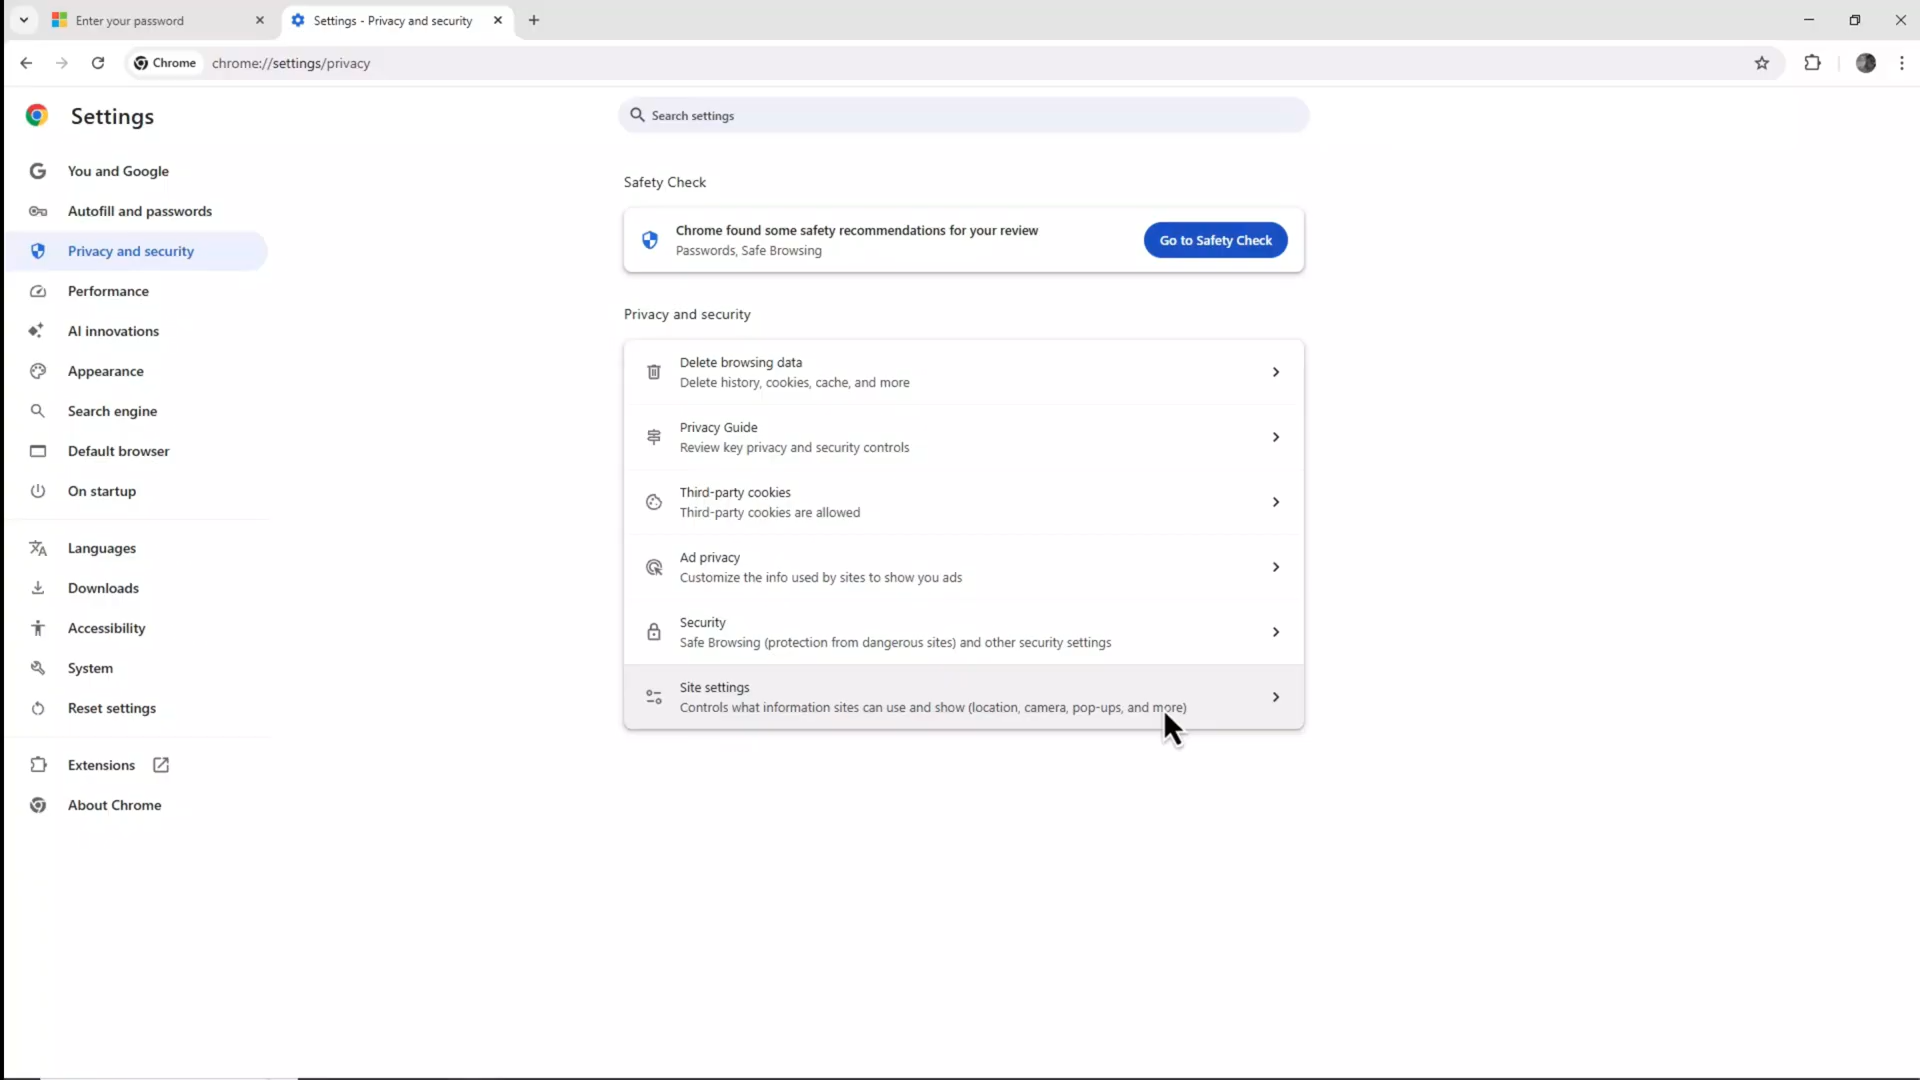 Enter your password
Settings - Privacy and security
Chrome
chrome://settings/privacy
Settings
Search settings
You and Google
Autofill and passwords
Privacy and security
Performance
AI innovations
Appearance
Search engine
Default browser
On startup
Languages
Downloads
Accessibility
System
Reset settings
Extensions
About Chrome
Safety Check
Chrome found some safety recommendations for your review
Passwords, Safe Browsing
Go to Safety Check
Privacy and security
Delete browsing data
Delete history, cookies, cache, and more
Privacy Guide
Review key privacy and security controls
Third-party cookies
Third-party cookies are allowed
Ad privacy
Customize the info used by sites to show you ads
Security
Safe Browsing (protection from dangerous sites) and other security settings
Site settings
Controls what information sites can use and show (location, camera, pop-ups, and more)